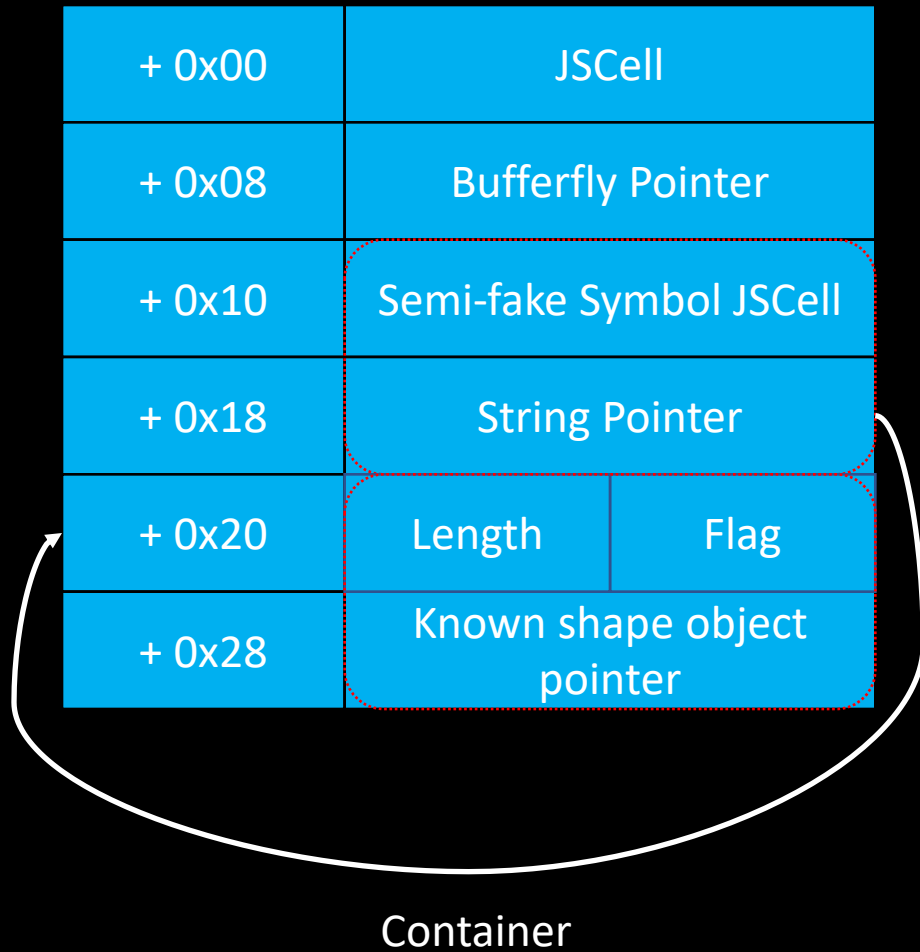 + 0x00 JSCell
+ 0x08 Bufferfly Pointer
+ 0x10 Semi-fake Symbol JSCell
+ 0x18 String Pointer
+ 0x20 Length Flag
+ 0x28 Known shape object
pointer
Container